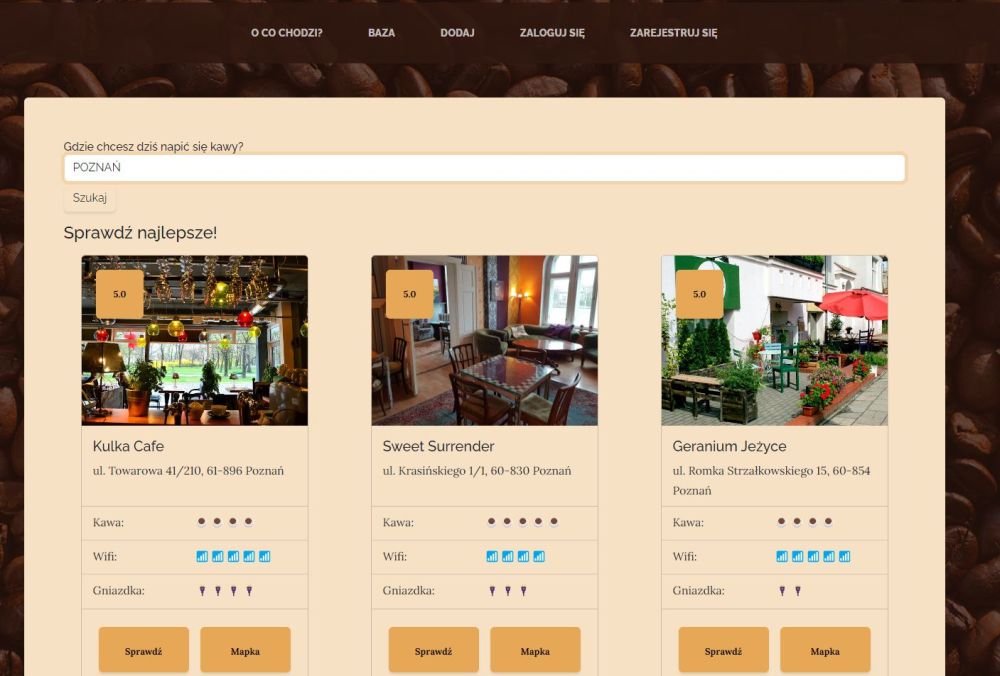 O CO CHODZI? BAZA DODAJ ZALOGUJ SIĘ ZAREJESTRUJ SIĘ
Gdzie chcesz dziś napić się kawy?
POZNAŃ
Szukaj
Sprawdź najlepsze!
5.0
Kulka Cafe
ul. Towarowa 41/210, 61-896 Poznań
Kawa:
Wifi:
Gniazdka:
Sprawdź Mapka
5.0
Sweet Surrender
ul. Krasińskiego 1/1, 60-830 Poznań
Kawa:
Wifi:
Gniazdka:
Sprawdź Mapka
5.0
Geranium Jeżyce
ul. Romka Strzałkowskiego 15, 60-854
Poznań
Kawa:
Wifi:
Gniazdka:
Sprawdź Mapka